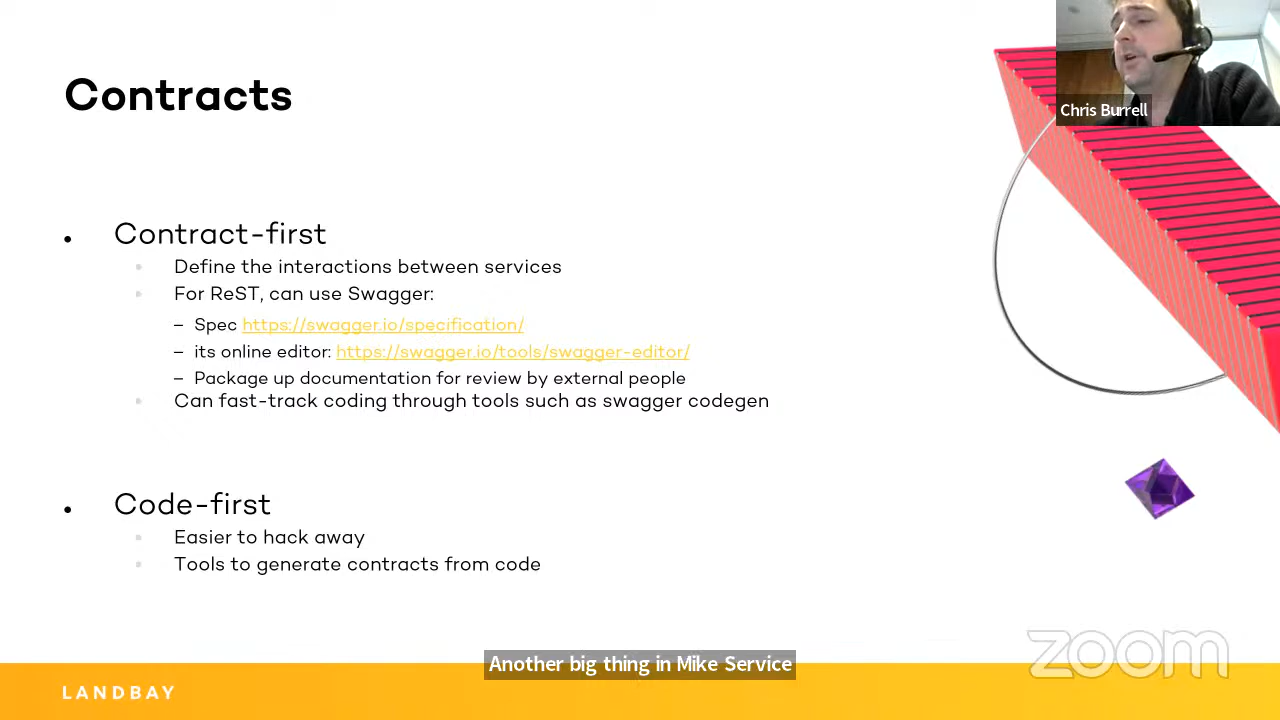 Contracts
Chris Burrell
• Contract-first
Define the interactions between services
For ReST, can use Swagger:
– Spec https://swagger.io/specification/
– its online editor: https://swagger.io/tools/swagger-editor/
– Package up documentation for review by external people
Can fast-track coding through tools such as swagger codegen
• Code-first
Easier to hack away
Tools to generate contracts from code
zoom
Another big thing in Mike Service
LANDBAY